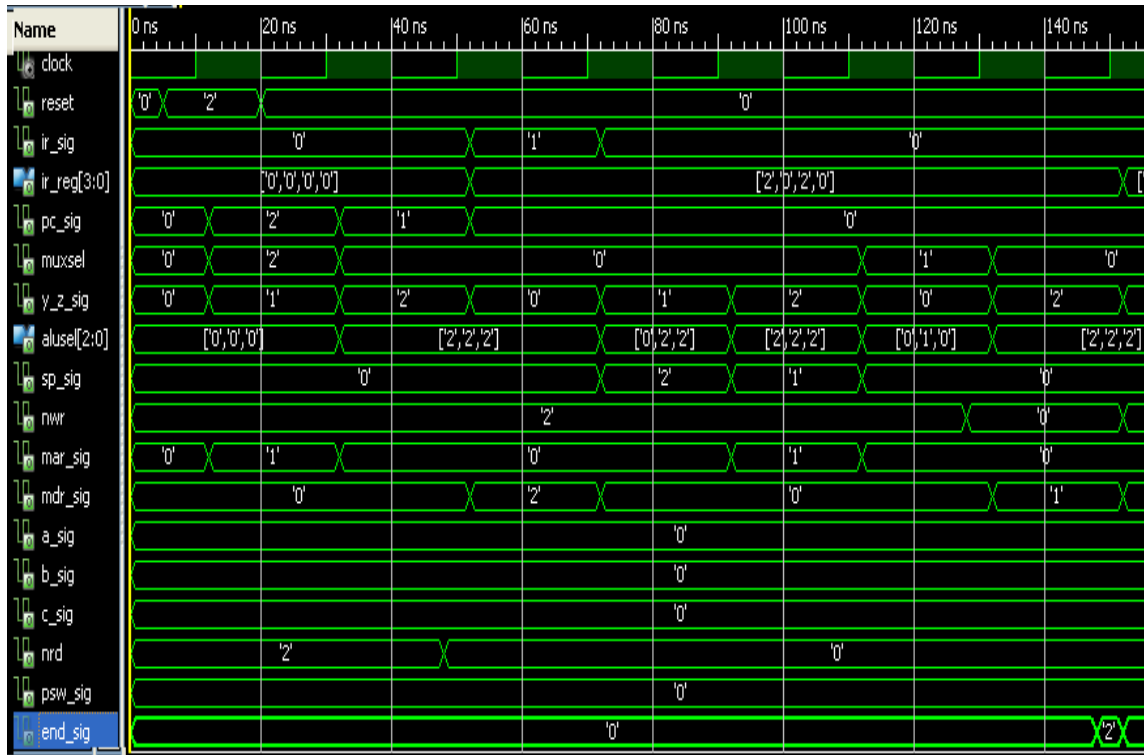 Name 0 ns 20 ns 40 ns 60 ns 80 ns 100 ns 120 ns 140 ns
clock
reset '0' '2' '0'
ir_sig '0' '1' '0'
ir_reg[3:0] ['0','0','0','0'] ['2','0','2','0'] ['
pc_sig '0' '2' '1' '0'
muxsel '0' '2' '0' '1' '0'
y_z_sig '0' '1' '2' '0' '1' '2' '0' '2'
alusel[2:0] ['0','0','0'] ['2','2','2'] ['0','2','2'] ['2','2','2'] ['0','1','0'] ['2','2','2']
sp_sig '0' '2' '1' '0'
nwr '2' '0'
mar_sig '0' '1' '0' '1' '0'
mdr_sig '0' '2' '0' '1'
a_sig '0'
b_sig '0'
c_sig '0'
nrd '2' '0'
psw_sig '0'
end_sig '0' '2'